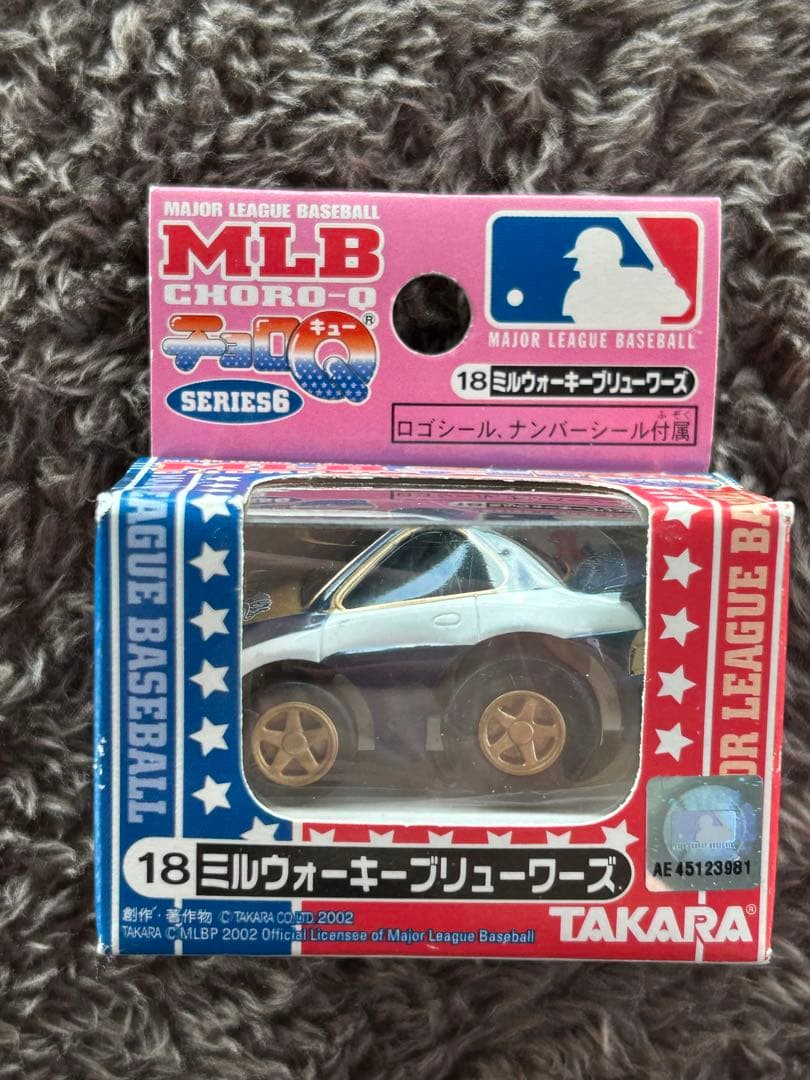 MAJOR LEAGUE BASEBALL
MLB
CHORO-Q
チョロQ キュー ®
SERIES6
MAJOR LEAGUE BASEBALL
18 ミルウォーキーブリューワーズ
ふぞく
ロゴシール、ナンバーシール付属
AGUE BASEBALL
OR LEAGUE BA
AE 45123981
18 ミルウォーキーブリューワーズ
創作・著作物 © TAKARA CO.LTD. 2002
TAKARA © MLBP 2002 Official Licensee of Major League Baseball
TAKARA®